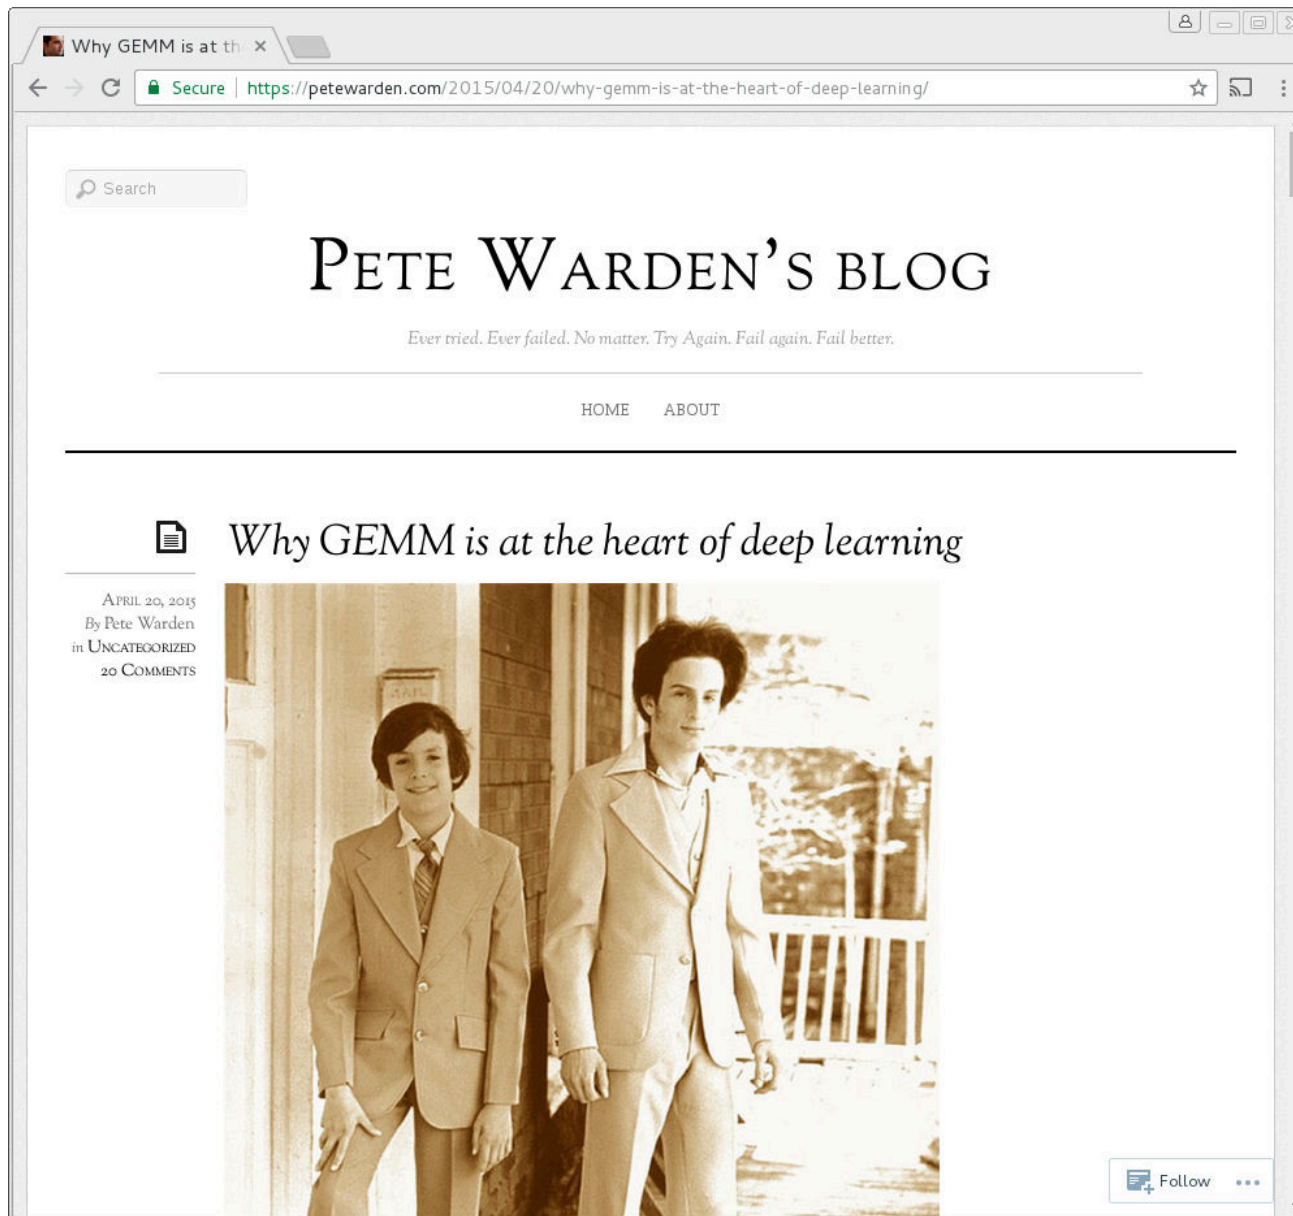 Why GEMM is at th
Secure
https://petewarden.com/2015/04/20/why-gemm-is-at-the-heart-of-deep-learning/
Search
Pete Warden's blog
Ever tried. Ever failed. No matter. Try Again. Fail again. Fail better.
HOME ABOUT
Why GEMM is at the heart of deep learning
April 20, 2015
By Pete Warden
in Uncategorized
20 Comments
MAIL
Follow